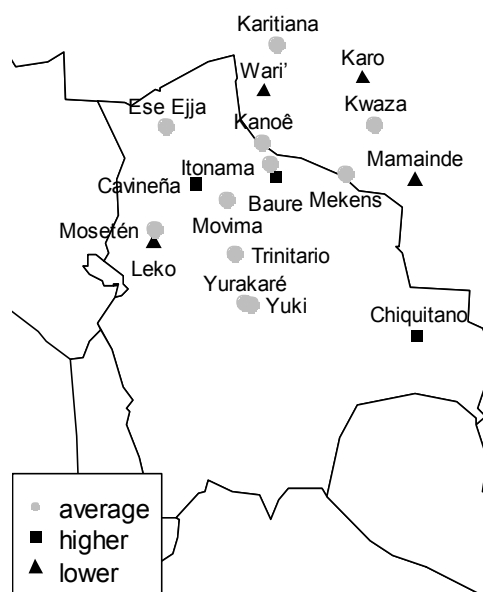 Karitiana
Wari'
Karo
Ese Ejja
Kanoê
Kwaza
Itonama
Cavineña
Mamainde
Baure
Mekens
Mosetén
Movima
Leko
Trinitario
Yurakaré
Yuki
Chiquitano
average
higher
lower